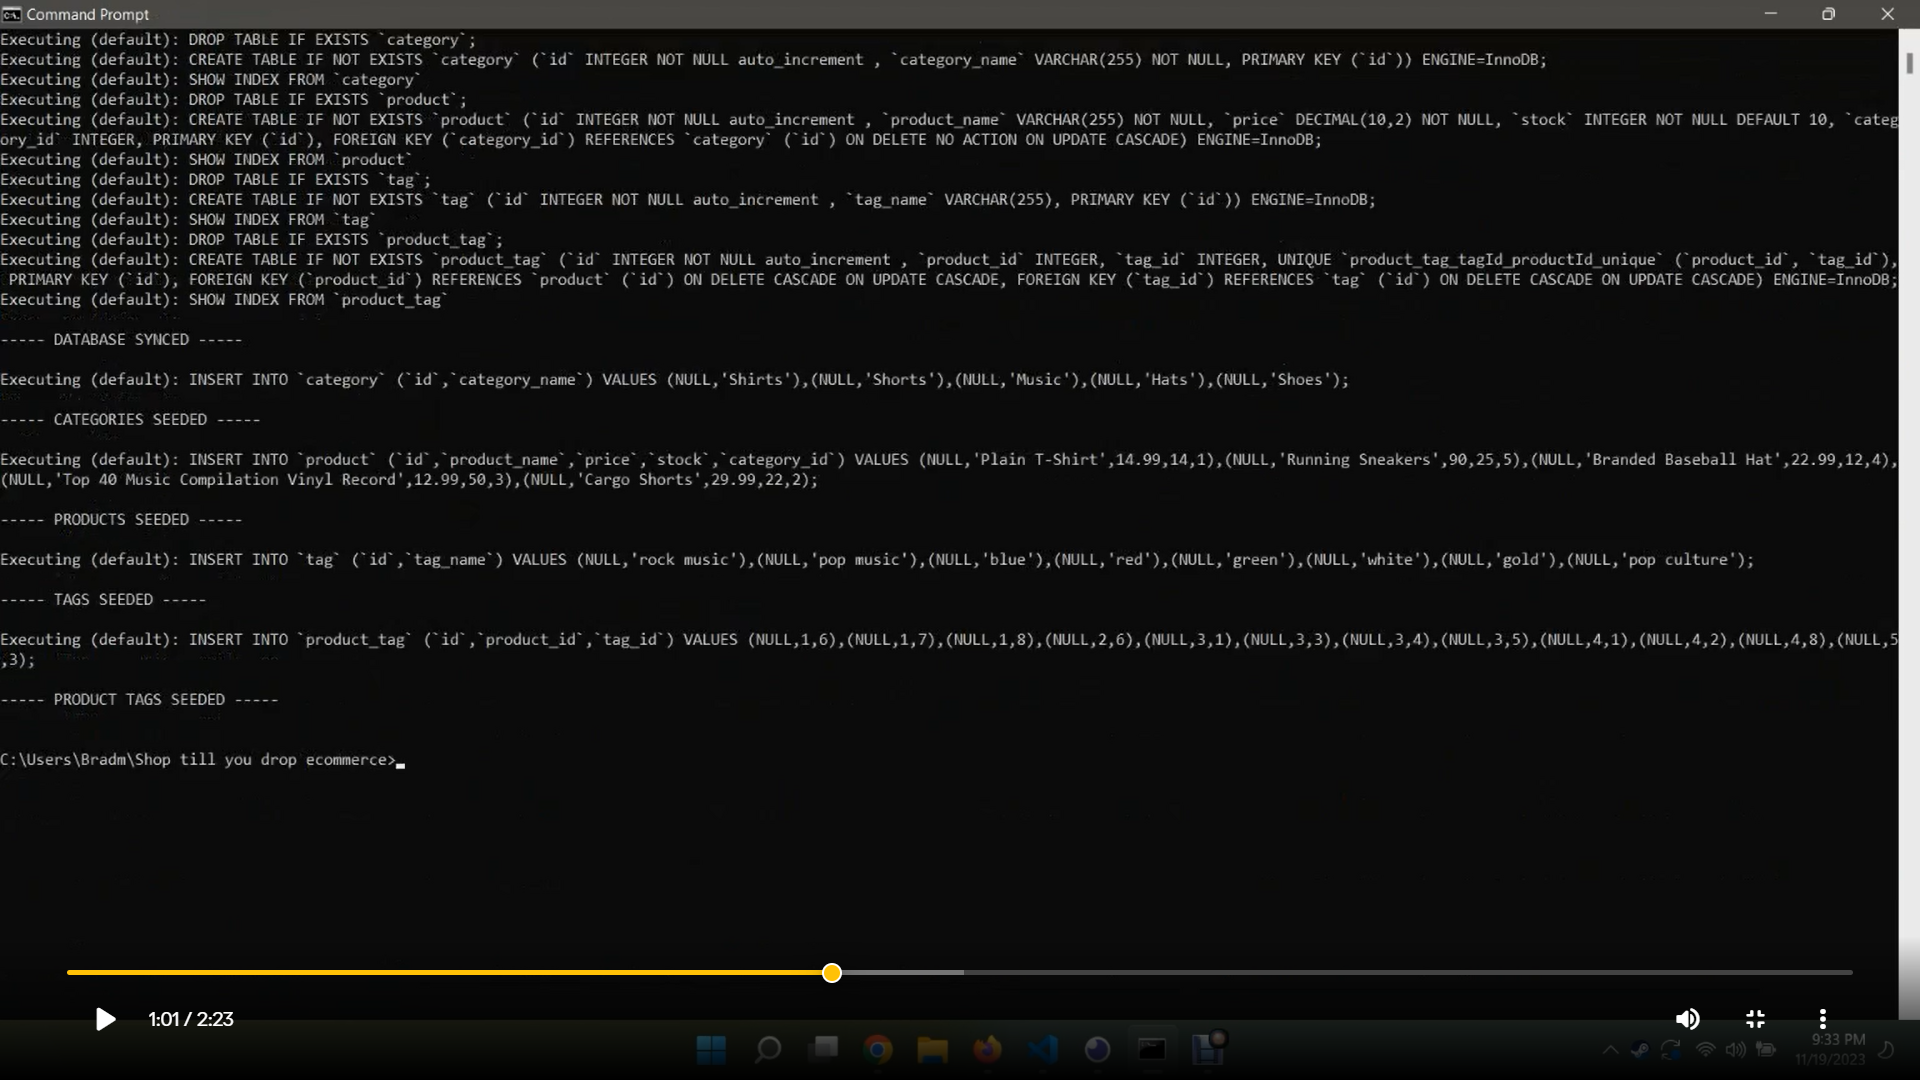 Command Prompt
Executing (default): DROP TABLE IF EXISTS `category`;
Executing (default): CREATE TABLE IF NOT EXISTS `category` (`id` INTEGER NOT NULL auto_increment , `category_name` VARCHAR(255) NOT NULL, PRIMARY KEY (`id`)) ENGINE=InnoDB;
Executing (default): SHOW INDEX FROM `category`
Executing (default): DROP TABLE IF EXISTS `product`;
Executing (default): CREATE TABLE IF NOT EXISTS `product` (`id` INTEGER NOT NULL auto_increment , `product_name` VARCHAR(255) NOT NULL, `price` DECIMAL(10,2) NOT NULL, `stock` INTEGER NOT NULL DEFAULT 10, `categ
ory_id` INTEGER, PRIMARY KEY (`id`), FOREIGN KEY (`category_id`) REFERENCES `category` (`id`) ON DELETE NO ACTION ON UPDATE CASCADE) ENGINE=InnoDB;
Executing (default): SHOW INDEX FROM `product`
Executing (default): DROP TABLE IF EXISTS `tag`;
Executing (default): CREATE TABLE IF NOT EXISTS `tag` (`id` INTEGER NOT NULL auto_increment , `tag_name` VARCHAR(255), PRIMARY KEY (`id`)) ENGINE=InnoDB;
Executing (default): SHOW INDEX FROM `tag`
Executing (default): DROP TABLE IF EXISTS `product_tag`;
Executing (default): CREATE TABLE IF NOT EXISTS `product_tag` (`id` INTEGER NOT NULL auto_increment , `product_id` INTEGER, `tag_id` INTEGER, UNIQUE `product_tag_tagId_productId_unique` (`product_id`, `tag_id`),
PRIMARY KEY (`id`), FOREIGN KEY (`product_id`) REFERENCES `product` (`id`) ON DELETE CASCADE ON UPDATE CASCADE, FOREIGN KEY (`tag_id`) REFERENCES `tag` (`id`) ON DELETE CASCADE ON UPDATE CASCADE) ENGINE=InnoDB;
Executing (default): SHOW INDEX FROM `product_tag`
----- DATABASE SYNCED -----
Executing (default): INSERT INTO `category` (`id`,`category_name`) VALUES (NULL,'Shirts'),(NULL,'Shorts'),(NULL,'Music'),(NULL,'Hats'),(NULL,'Shoes');
----- CATEGORIES SEEDED -----
Executing (default): INSERT INTO `product` (`id`,`product_name`,`price`,`stock`,`category_id`) VALUES (NULL,'Plain T-Shirt',14.99,14,1),(NULL,'Running Sneakers',90,25,5),(NULL,'Branded Baseball Hat',22.99,12,4),
(NULL,'Top 40 Music Compilation Vinyl Record',12.99,50,3),(NULL,'Cargo Shorts',29.99,22,2);
----- PRODUCTS SEEDED -----
Executing (default): INSERT INTO `tag` (`id`,`tag_name`) VALUES (NULL,'rock music'),(NULL,'pop music'),(NULL,'blue'),(NULL,'red'),(NULL,'green'),(NULL,'white'),(NULL,'gold'),(NULL,'pop culture');
----- TAGS SEEDED -----
Executing (default): INSERT INTO `product_tag` (`id`,`product_id`,`tag_id`) VALUES (NULL,1,6),(NULL,1,7),(NULL,1,8),(NULL,2,6),(NULL,3,1),(NULL,3,3),(NULL,3,4),(NULL,3,5),(NULL,4,1),(NULL,4,2),(NULL,4,8),(NULL,5
,3);
----- PRODUCT TAGS SEEDED -----
C:\Users\Bradm\Shop till you drop ecommerce>
1:01 / 2:23
9:33 PM
11/19/2023